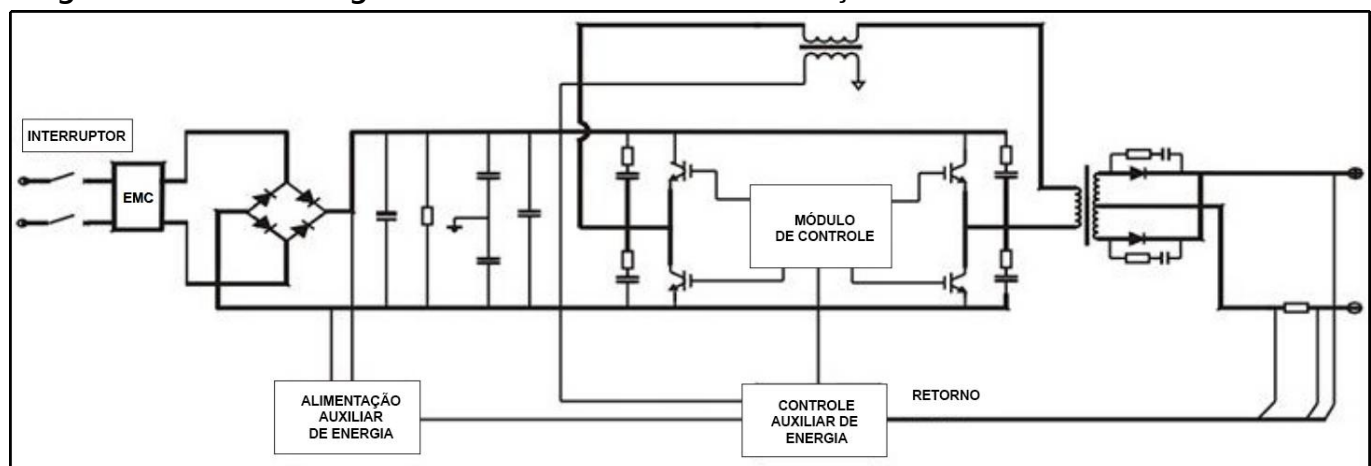 INTERRUPTOR
EMC
MÓDULO
DE CONTROLE
ALIMENTAÇÃO
AUXILIAR
DE ENERGIA
CONTROLE
AUXILIAR DE
ENERGIA
RETORNO